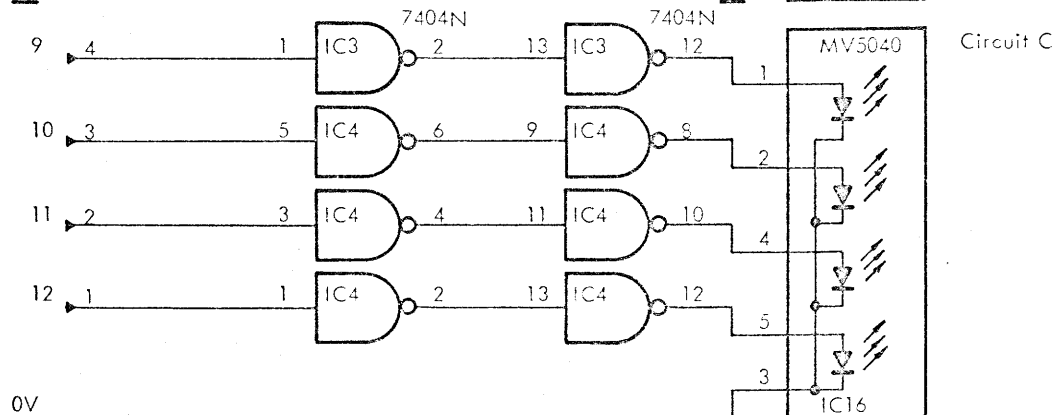 7404N 7404N
9 4 1 IC3 2 13 IC3 12 MV5040 Circuit C
1
10 3 5 IC4 6 9 IC4 8
2
11 2 3 IC4 4 11 IC4 10
4
12 1 1 IC4 2 13 IC4 12
5
3
0V IC16